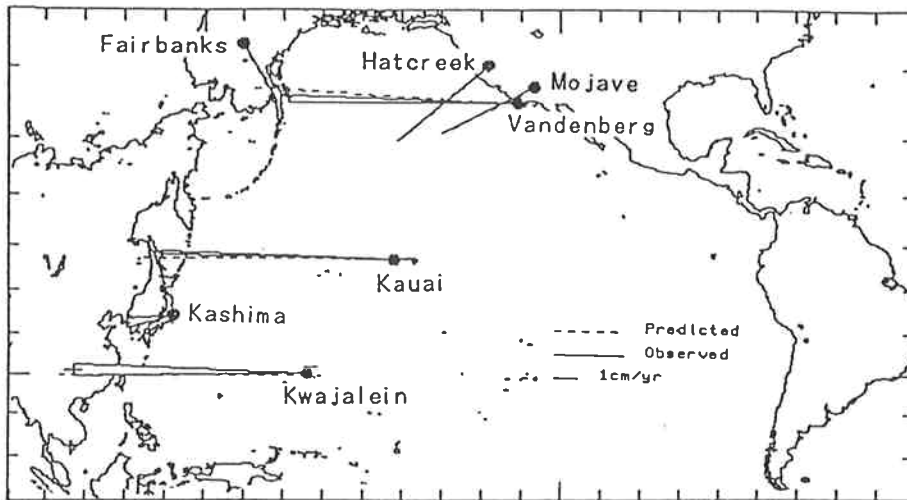 Fairbanks
Hatcreek
Mojave
Vandenberg
Kauai
Kashima
Predicted
Observed
1cm/yr
Kwajalein